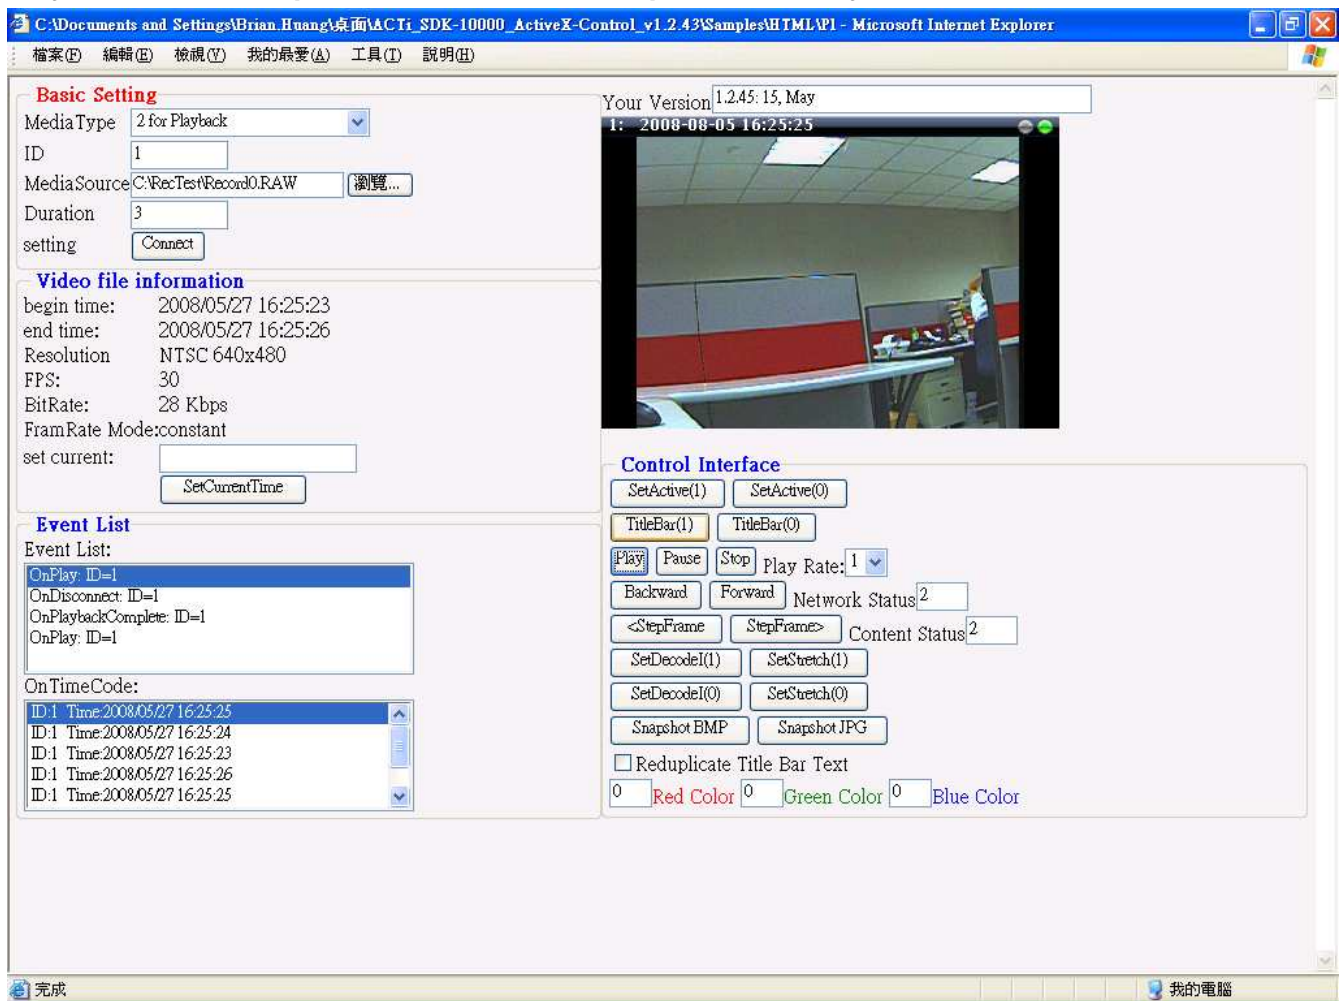 C:\Documents and Settings\Brian.Huang\桌面\ACTi_SDK-10000_ActiveX-Control_v1.2.43\Samples\HTML\Pl - Microsoft Internet Explorer
檔案(F) 編輯(E) 檢視(V) 我的最愛(A) 工具(T) 說明(H)
Basic Setting
MediaType 2 for Playback
ID 1
MediaSource C:\RecTest\Record0.RAW 瀏覽...
Duration 3
setting Connect
Video file information
begin time: 2008/05/27 16:25:23
end time: 2008/05/27 16:25:26
Resolution NTSC 640x480
FPS: 30
BitRate: 28 Kbps
FramRate Mode:constant
set current:
SetCurrentTime
Event List
Event List:
OnPlay: ID=1
OnDisconnect: ID=1
OnPlaybackComplete: ID=1
OnPlay: ID=1
OnTimeCode:
ID:1 Time:2008/05/27 16:25:25
ID:1 Time:2008/05/27 16:25:24
ID:1 Time:2008/05/27 16:25:23
ID:1 Time:2008/05/27 16:25:26
ID:1 Time:2008/05/27 16:25:25
Your Version 1.2.45: 15, May
1: 2008-08-05 16:25:25
Control Interface
SetActive(1) SetActive(0)
TitleBar(1) TitleBar(0)
Play Pause Stop Play Rate: 1
Backward Forward Network Status 2
<StepFrame StepFrame> Content Status 2
SetDecodeI(1) SetStretch(1)
SetDecodeI(0) SetStretch(0)
Snapshot BMP Snapshot JPG
Reduplicate Title Bar Text
0 Red Color 0 Green Color 0 Blue Color
完成 我的電腦